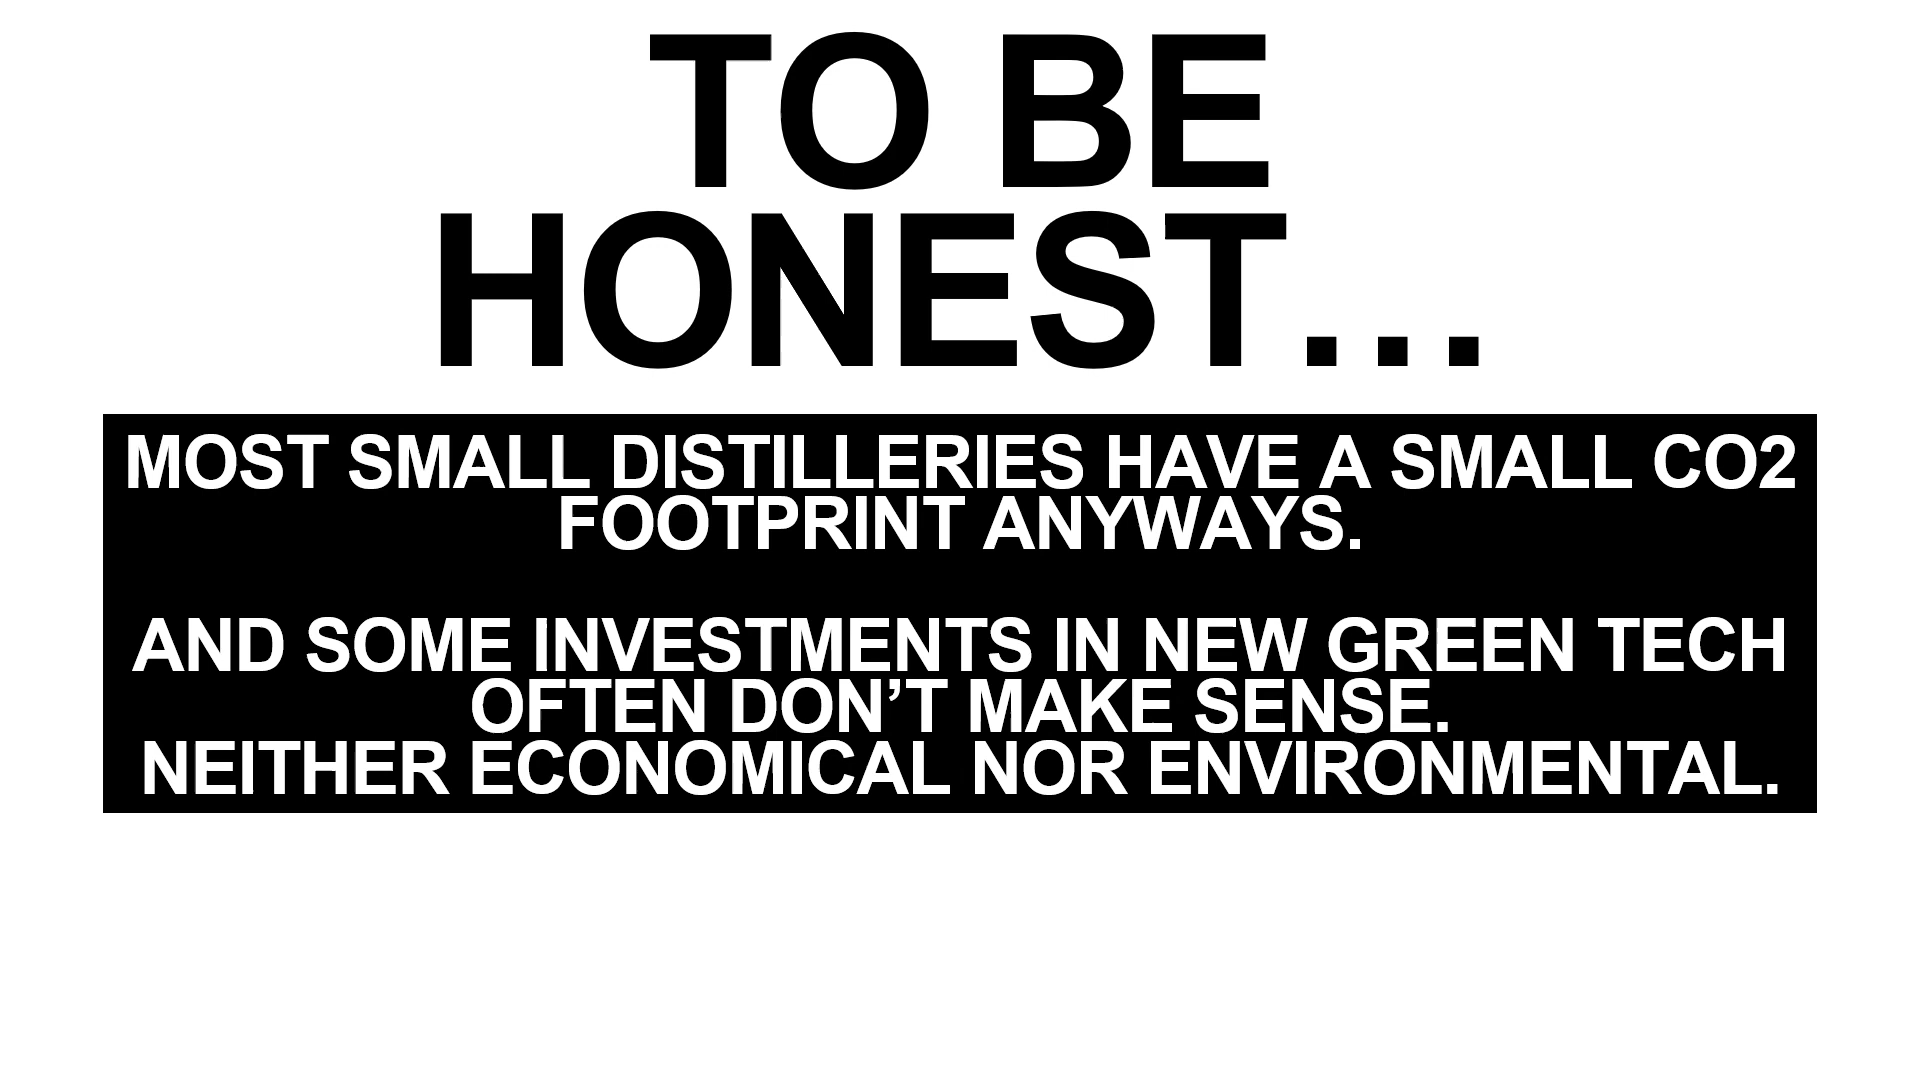 TO BE
HONEST…
MOST SMALL DISTILLERIES HAVE A SMALL CO2
FOOTPRINT ANYWAYS.
AND SOME INVESTMENTS IN NEW GREEN TECH
OFTEN DON’T MAKE SENSE.
NEITHER ECONOMICAL NOR ENVIRONMENTAL.